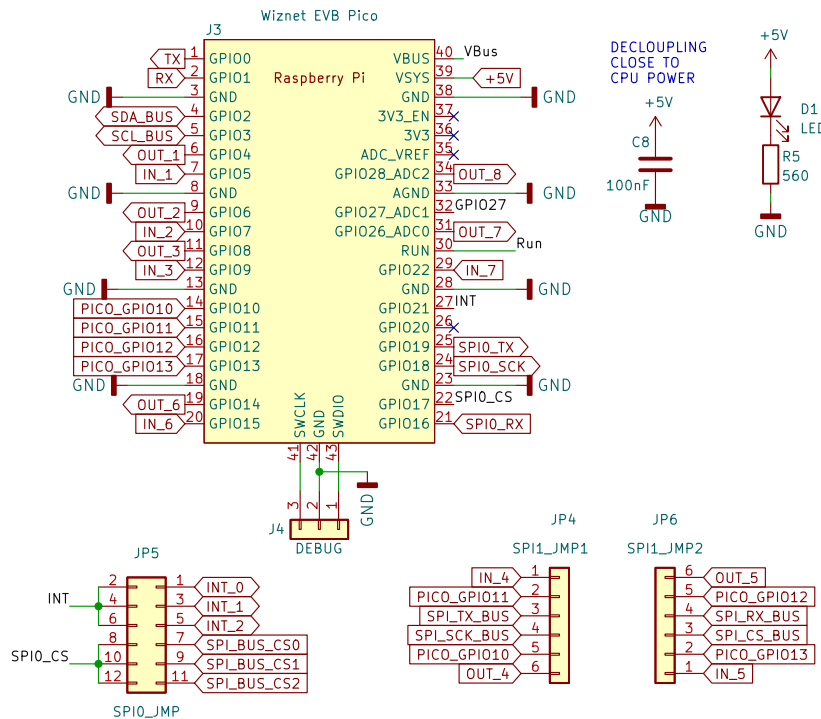 Wiznet EVB Pico
J3
Raspberry Pi
TX 1 GPIO0
RX 2 GPIO1
GND 3 GND
SDA_BUS 4 GPIO2
SCL_BUS 5 GPIO3
OUT_1 6 GPIO4
IN_1 7 GPIO5
GND 8 GND
OUT_2 9 GPIO6
IN_2 10 GPIO7
OUT_3 11 GPIO8
IN_3 12 GPIO9
GND 13 GND
PICO_GPIO10 14 GPIO10
PICO_GPIO11 15 GPIO11
PICO_GPIO12 16 GPIO12
PICO_GPIO13 17 GPIO13
GND 18 GND
OUT_6 19 GPIO14
IN_6 20 GPIO15
VBUS 40 VBus
VSYS 39 +5V
GND 38 GND
3V3_EN 37
3V3 36
ADC_VREF 35
GPIO28_ADC2 34 OUT_8
AGND 33 GND
GPIO27_ADC1 32 GPIO27
GPIO26_ADC0 31 OUT_7
RUN 30 Run
GPIO22 29 IN_7
GND 28 GND
GPIO21 27 INT
GPIO20 26
GPIO19 25 SPI0_TX
GPIO18 24 SPI0_SCK
GND 23 GND
GPIO17 22 SPI0_CS
GPIO16 21 SPI0_RX
SWCLK GND SWDIO
41 42 43
GND
3 2 1
J4
DEBUG
DECLOUPLING
CLOSE TO
CPU POWER
+5V
C8
100nF
GND
+5V
D1
LED
R5
560
GND
JP5
INT
2 1 INT_0
4 3 INT_1
6 5 INT_2
SPI0_CS
8 7 SPI_BUS_CS0
10 9 SPI_BUS_CS1
12 11 SPI_BUS_CS2
SPI0_JMP
JP4
SPI1_JMP1
IN_4 1
PICO_GPIO11 2
SPI_TX_BUS 3
SPI_SCK_BUS 4
PICO_GPIO10 5
OUT_4 6
JP6
SPI1_JMP2
6 OUT_5
5 PICO_GPIO12
4 SPI_RX_BUS
3 SPI_CS_BUS
2 PICO_GPIO13
1 IN_5